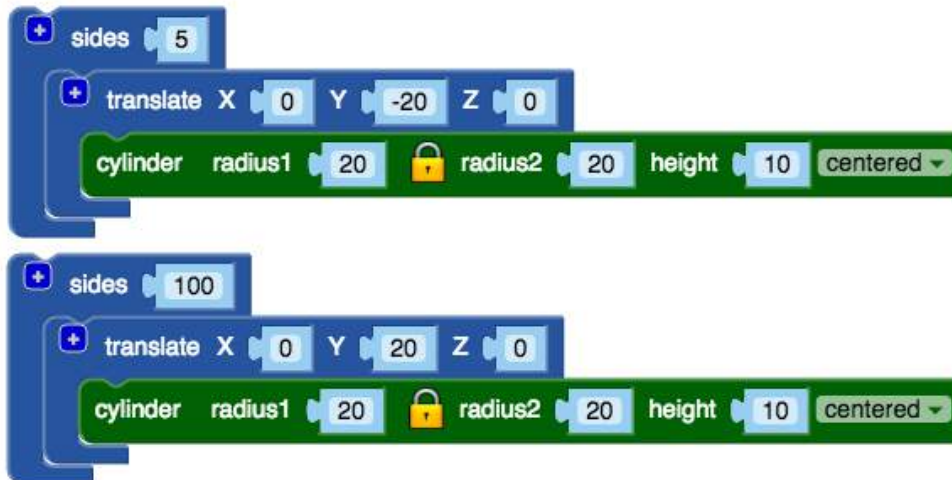 + sides 5
+ translate X 0 Y -20 Z 0
cylinder radius1 20 radius2 20 height 10 centered
+ sides 100
+ translate X 0 Y 20 Z 0
cylinder radius1 20 radius2 20 height 10 centered